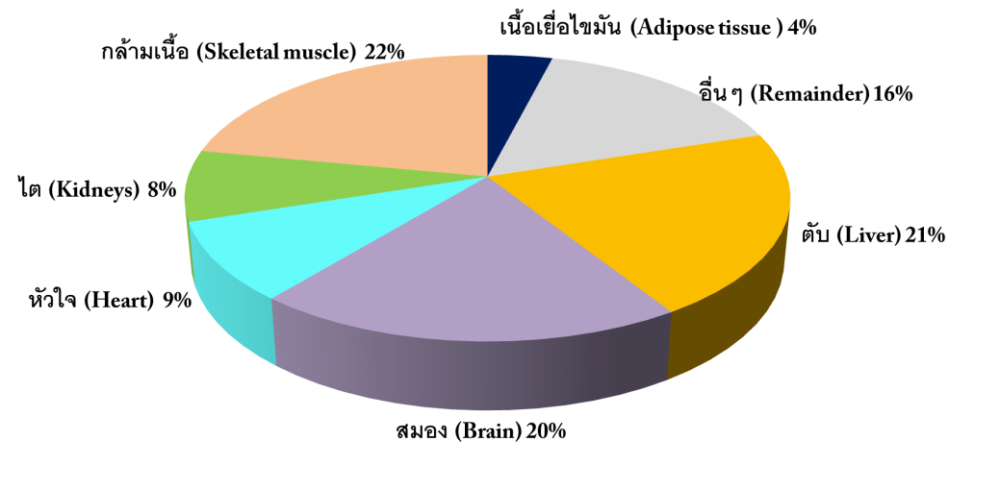 เนื้อเยื่อไขมัน (Adipose tissue ) 4%
กล้ามเนื้อ (Skeletal muscle) 22%
อื่น ๆ (Remainder) 16%
ไต (Kidneys) 8%
ตับ (Liver) 21%
หัวใจ (Heart) 9%
สมอง (Brain) 20%